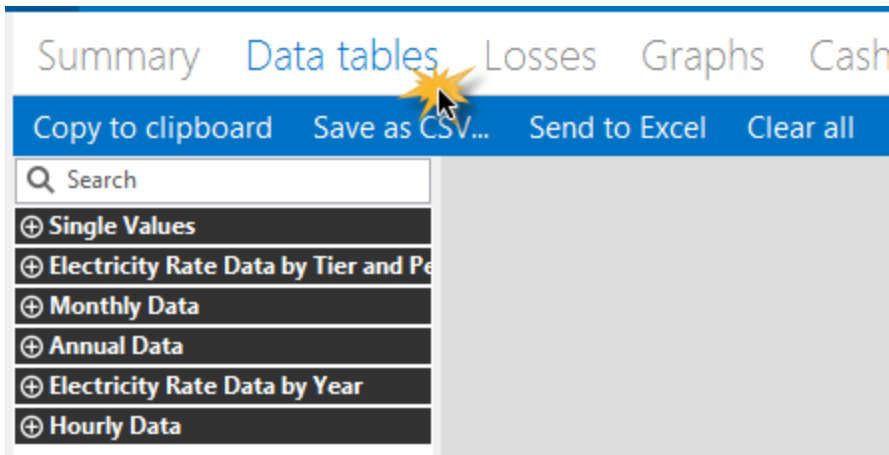 Summary Data tables Losses Graphs Cash
Copy to clipboard Save as CSV... Send to Excel Clear all
Search
Single Values
Electricity Rate Data by Tier and Pe
Monthly Data
Annual Data
Electricity Rate Data by Year
Hourly Data